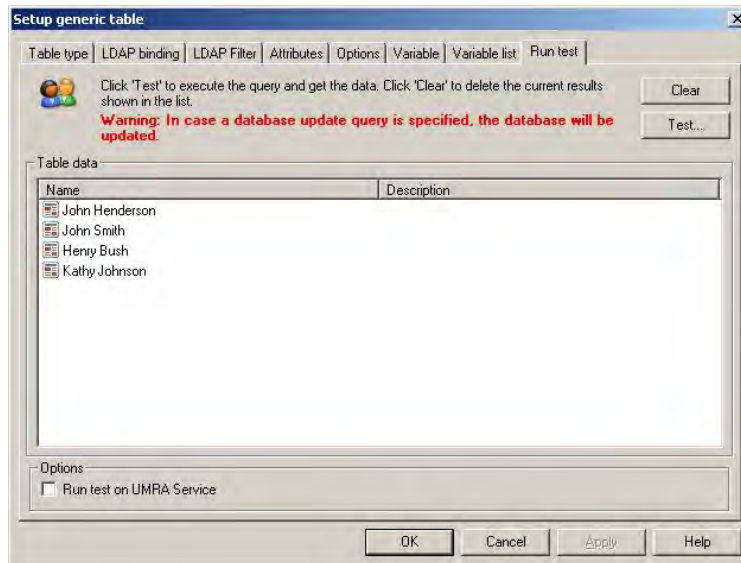 Setup generic table
Table type LDAP binding LDAP Filter Attributes Options Variable Variable list Run test
Click 'Test' to execute the query and get the data. Click 'Clear' to delete the current results
shown in the list.
Warning: In case a database update query is specified, the database will be
updated.
Clear
Test...
Table data
Name Description
John Henderson
John Smith
Henry Bush
Kathy Johnson
Options
Run test on UMRA Service
OK Cancel Apply Help